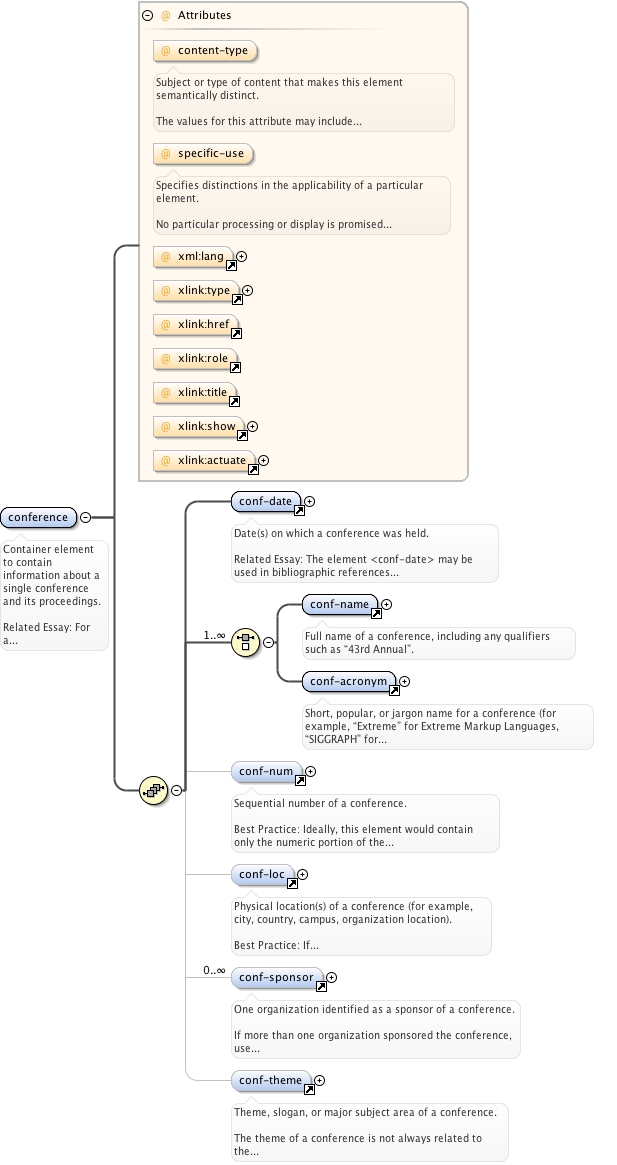 @ Attributes
@ content-type
Subject or type of content that makes this element
semantically distinct.
The values for this attribute may include...
@ specific-use
Specifies distinctions in the applicability of a particular
element.
No particular processing or display is promised...
@ xml:lang
@ xlink:type
@ xlink:href
@ xlink:role
@ xlink:title
@ xlink:show
@ xlink:actuate
conference
Container element
to contain
information about a
single conference
and its proceedings.
Related Essay: For
a...
conf-date
Date(s) on which a conference was held.
Related Essay: The element <conf-date> may be
used in bibliographic references...
1..∞
conf-name
Full name of a conference, including any qualifiers
such as “43rd Annual”.
conf-acronym
Short, popular, or jargon name for a conference (for
example, “Extreme” for Extreme Markup Languages,
“SIGGRAPH” for...
conf-num
Sequential number of a conference.
Best Practice: Ideally, this element would contain
only the numeric portion of the...
conf-loc
Physical location(s) of a conference (for example,
city, country, campus, organization location).
Best Practice: If...
0..∞
conf-sponsor
One organization identified as a sponsor of a conference.
If more than one organization sponsored the conference,
use...
conf-theme
Theme, slogan, or major subject area of a conference.
The theme of a conference is not always related to
the...